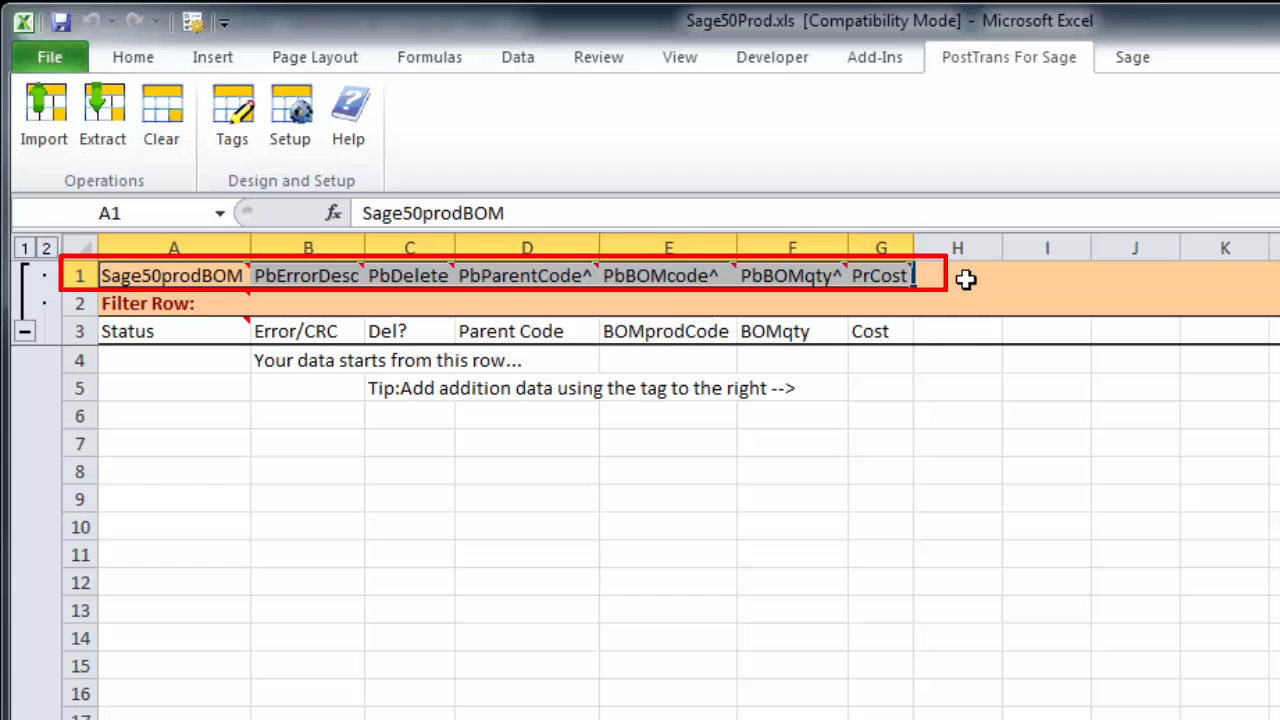 Sage50Prod.xls [Compatibility Mode] - Microsoft Excel
File Home Insert Page Layout Formulas Data Review View Developer Add-Ins PostTrans For Sage Sage
Import Extract Clear Tags Setup Help
Operations Design and Setup
A1 fx Sage50prodBOM
1 2 A B C D E F G H I J K
1 Sage50prodBOM PbErrorDesc PbDelete PbParentCode^ PbBOMcode^ PbBOMqty^ PrCost
2 Filter Row:
3 Status Error/CRC Del? Parent Code BOMprodCode BOMqty Cost
4 Your data starts from this row...
5 Tip:Add addition data using the tag to the right -->
6
7
8
9
10
11
12
13
14
15
16
17